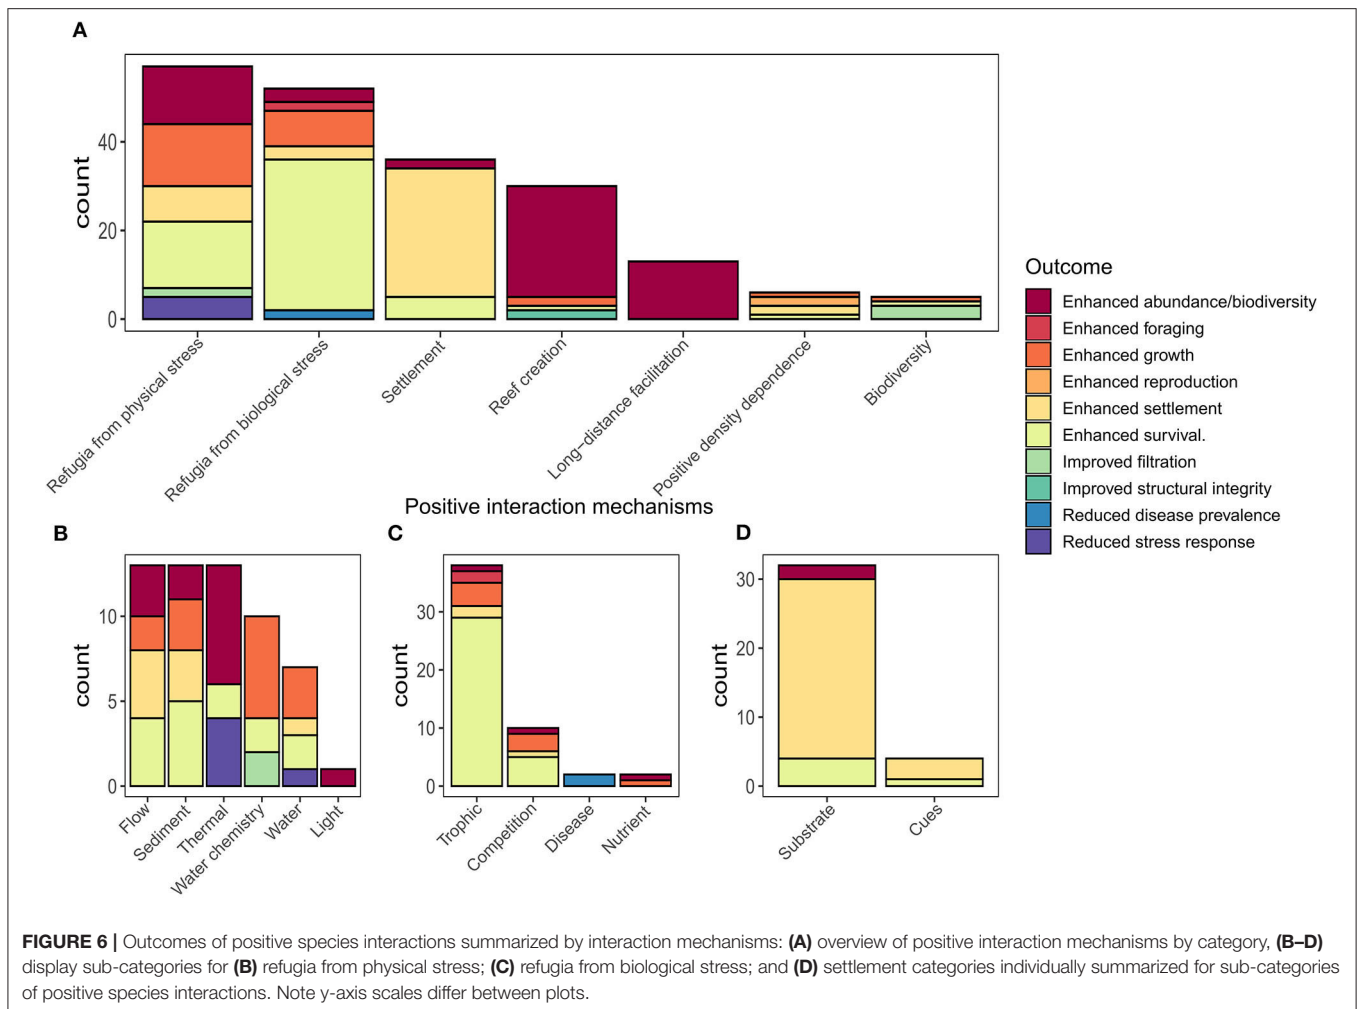 A
count
40
20
0
Refugia from physical stress
Refugia from biological stress
Settlement
Reef creation
Long-distance facilitation
Positive density dependence
Biodiversity
Positive interaction mechanisms
Outcome
Enhanced abundance/biodiversity
Enhanced foraging
Enhanced growth
Enhanced reproduction
Enhanced settlement
Enhanced survival.
Improved filtration
Improved structural integrity
Reduced disease prevalence
Reduced stress response
B
count
10
5
0
Flow
Sediment
Thermal
Water chemistry
Water
Light
C
count
30
20
10
0
Trophic
Competition
Disease
Nutrient
D
count
30
20
10
0
Substrate
Cues
FIGURE 6 | Outcomes of positive species interactions summarized by interaction mechanisms: (A) overview of positive interaction mechanisms by category, (B–D)
display sub-categories for (B) refugia from physical stress; (C) refugia from biological stress; and (D) settlement categories individually summarized for sub-categories
of positive species interactions. Note y-axis scales differ between plots.